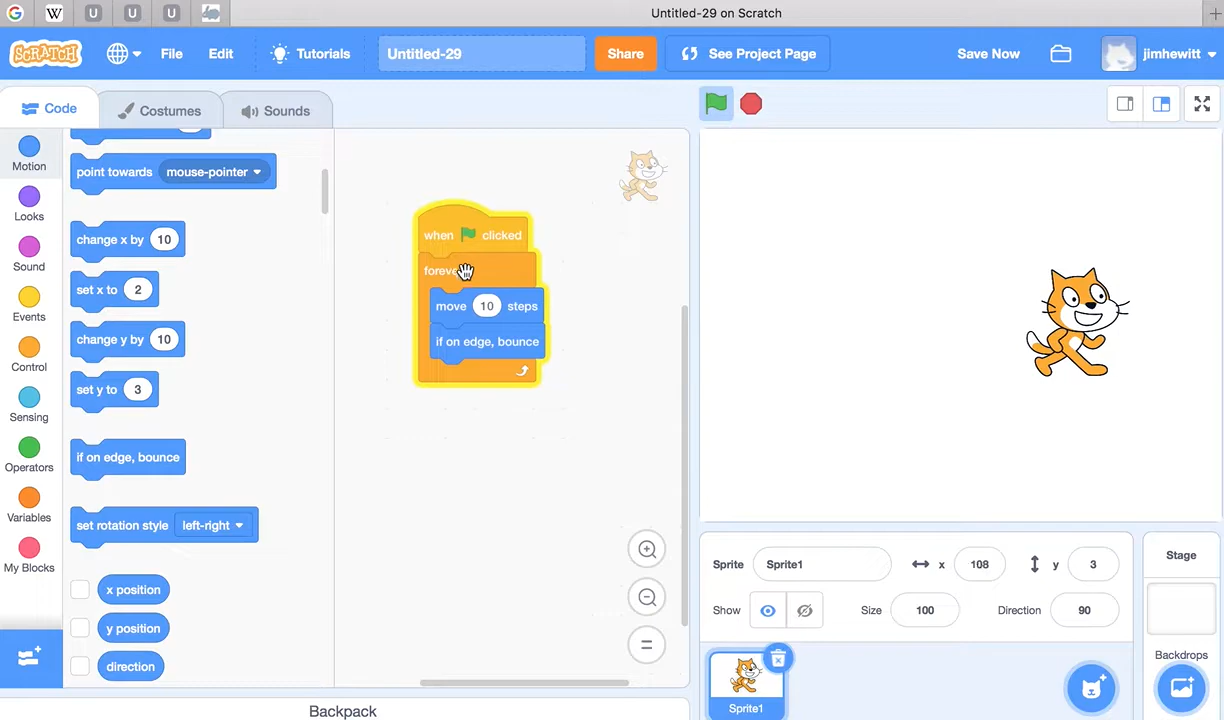 W U U U Untitled-29 on Scratch
SCRATCH File Edit Tutorials Untitled-29 Share See Project Page Save Now jimhewitt
Code Costumes Sounds
Motion
Looks
Sound
Events
Control
Sensing
Operators
Variables
My Blocks
point towards mouse-pointer
change x by 10
set x to 2
change y by 10
set y to 3
if on edge, bounce
set rotation style left-right
x position
y position
direction
when clicked
move 10 steps
if on edge, bounce
Backpack
Sprite Sprite1 x 108 y 3
Show Size 100 Direction 90
Sprite1
Stage
Backdrops